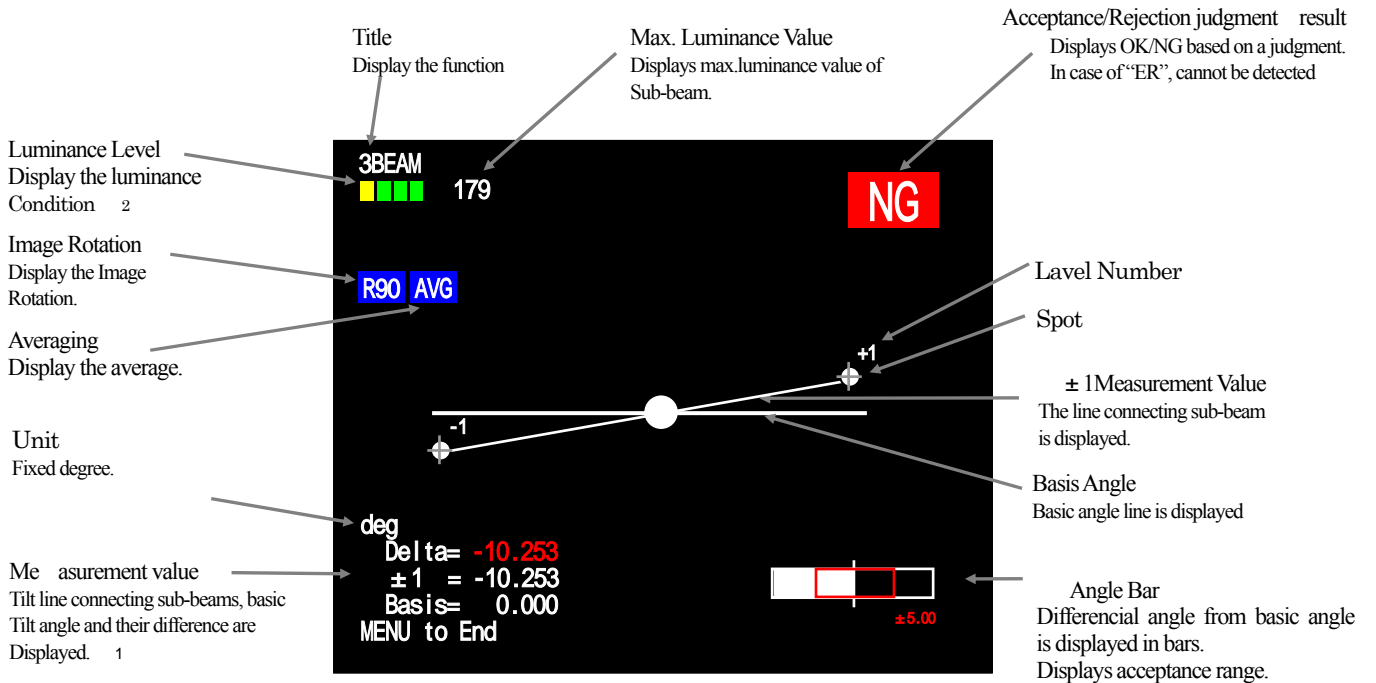 Acceptance/Rejection judgment result
Displays OK/NG based on a judgment.
In case of “ER”, cannot be detected
Title
Display the function
Max. Luminance Value
Displays max.luminance value of
Sub-beam.
Luminance Level
Display the luminance
Condition 2
Image Rotation
Display the Image
Rotation.
Averaging
Display the average.
Unit
Fixed degree.
Me asurement value
Tilt line connecting sub-beams, basic
Tilt angle and their difference are
Displayed. 1
3BEAM
179
NG
R90 AVG
+1
-1
deg
Delta= -10.253
±1 = -10.253
Basis= 0.000
MENU to End
±5.00
Lavel Number
Spot
±1Measurement Value
The line connecting sub-beam
is displayed.
Basis Angle
Basic angle line is displayed
Angle Bar
Differencial angle from basic angle
is displayed in bars.
Displays acceptance range.